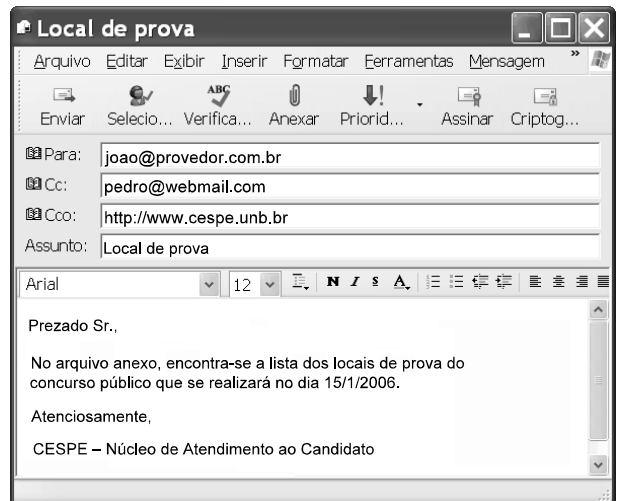 Local de prova
Arquivo Editar Exibir Inserir Formatar Ferramentas Mensagem »
Enviar Selecio... Verifica... Anexar Priorid... Assinar Criptog...
Para: joao@provedor.com.br
Cc: pedro@webmail.com
Cco: http://www.cespe.unb.br
Assunto: Local de prova
Arial 12 N I S A
Prezado Sr.,
No arquivo anexo, encontra-se a lista dos locais de prova do
concurso público que se realizará no dia 15/1/2006.
Atenciosamente,
CESPE – Núcleo de Atendimento ao Candidato